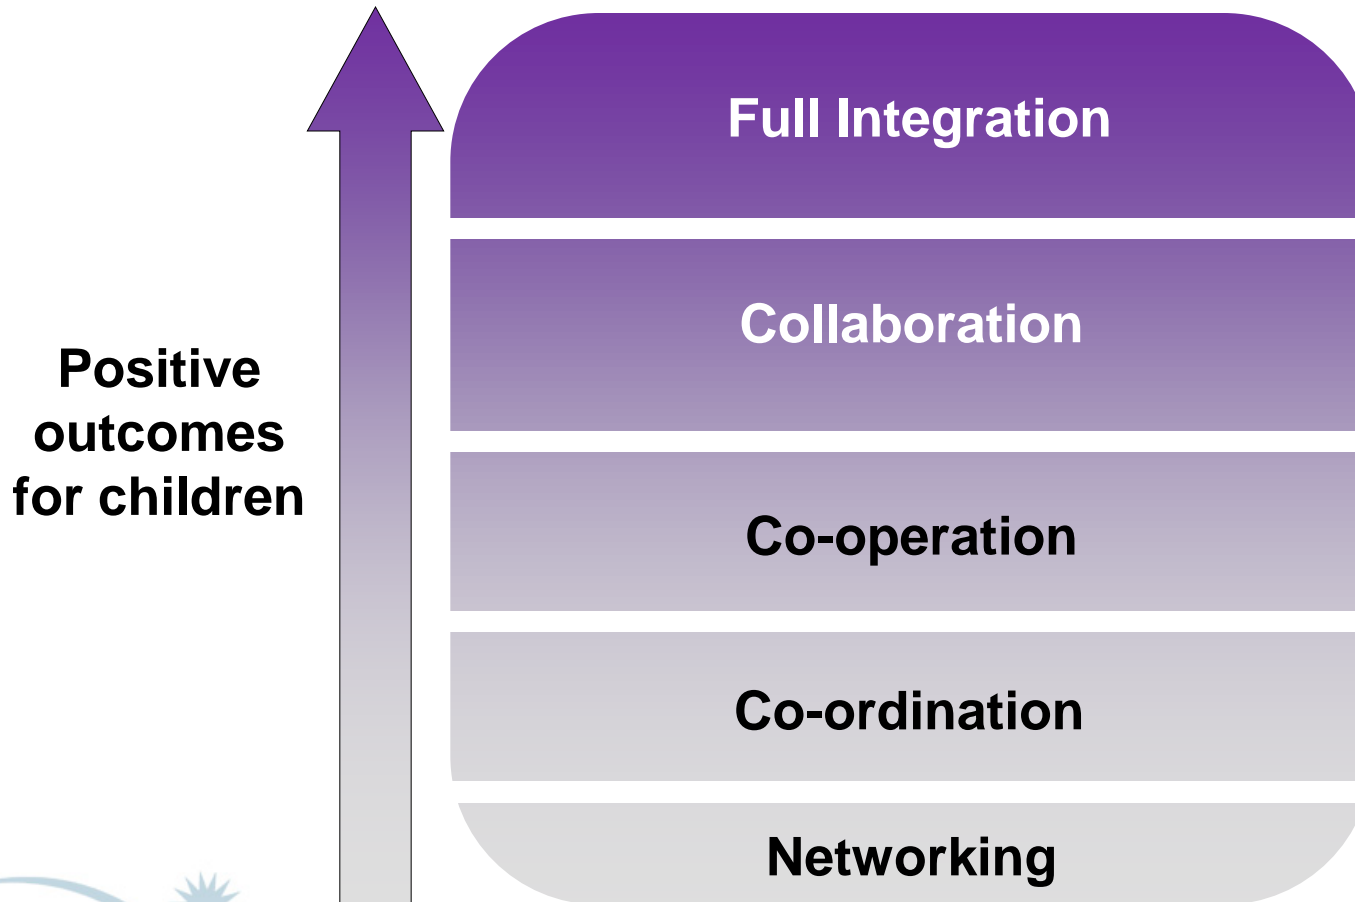 Full Integration
Collaboration
Positive
outcomes
for children
Co-operation
Co-ordination
Networking